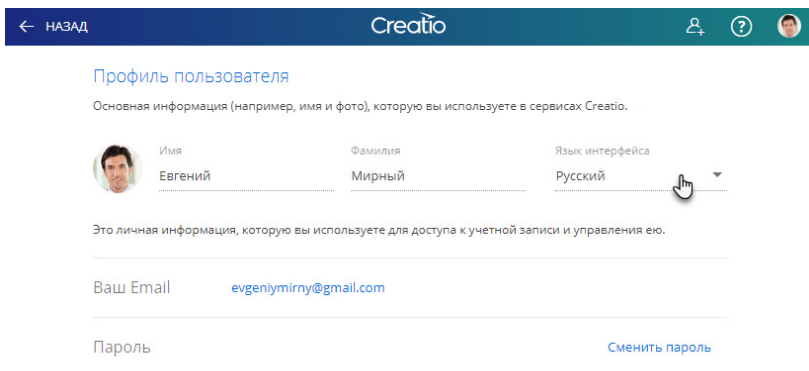 ← НАЗАД
Creatio
Профиль пользователя
Основная информация (например, имя и фото), которую вы используете в сервисах Creatio.
Имя Фамилия Язык интерфейса
Евгений Мирный Русский
Это личная информация, которую вы используете для доступа к учетной записи и управления ею.
Ваш Email evgeniymirny@gmail.com
Пароль Сменить пароль